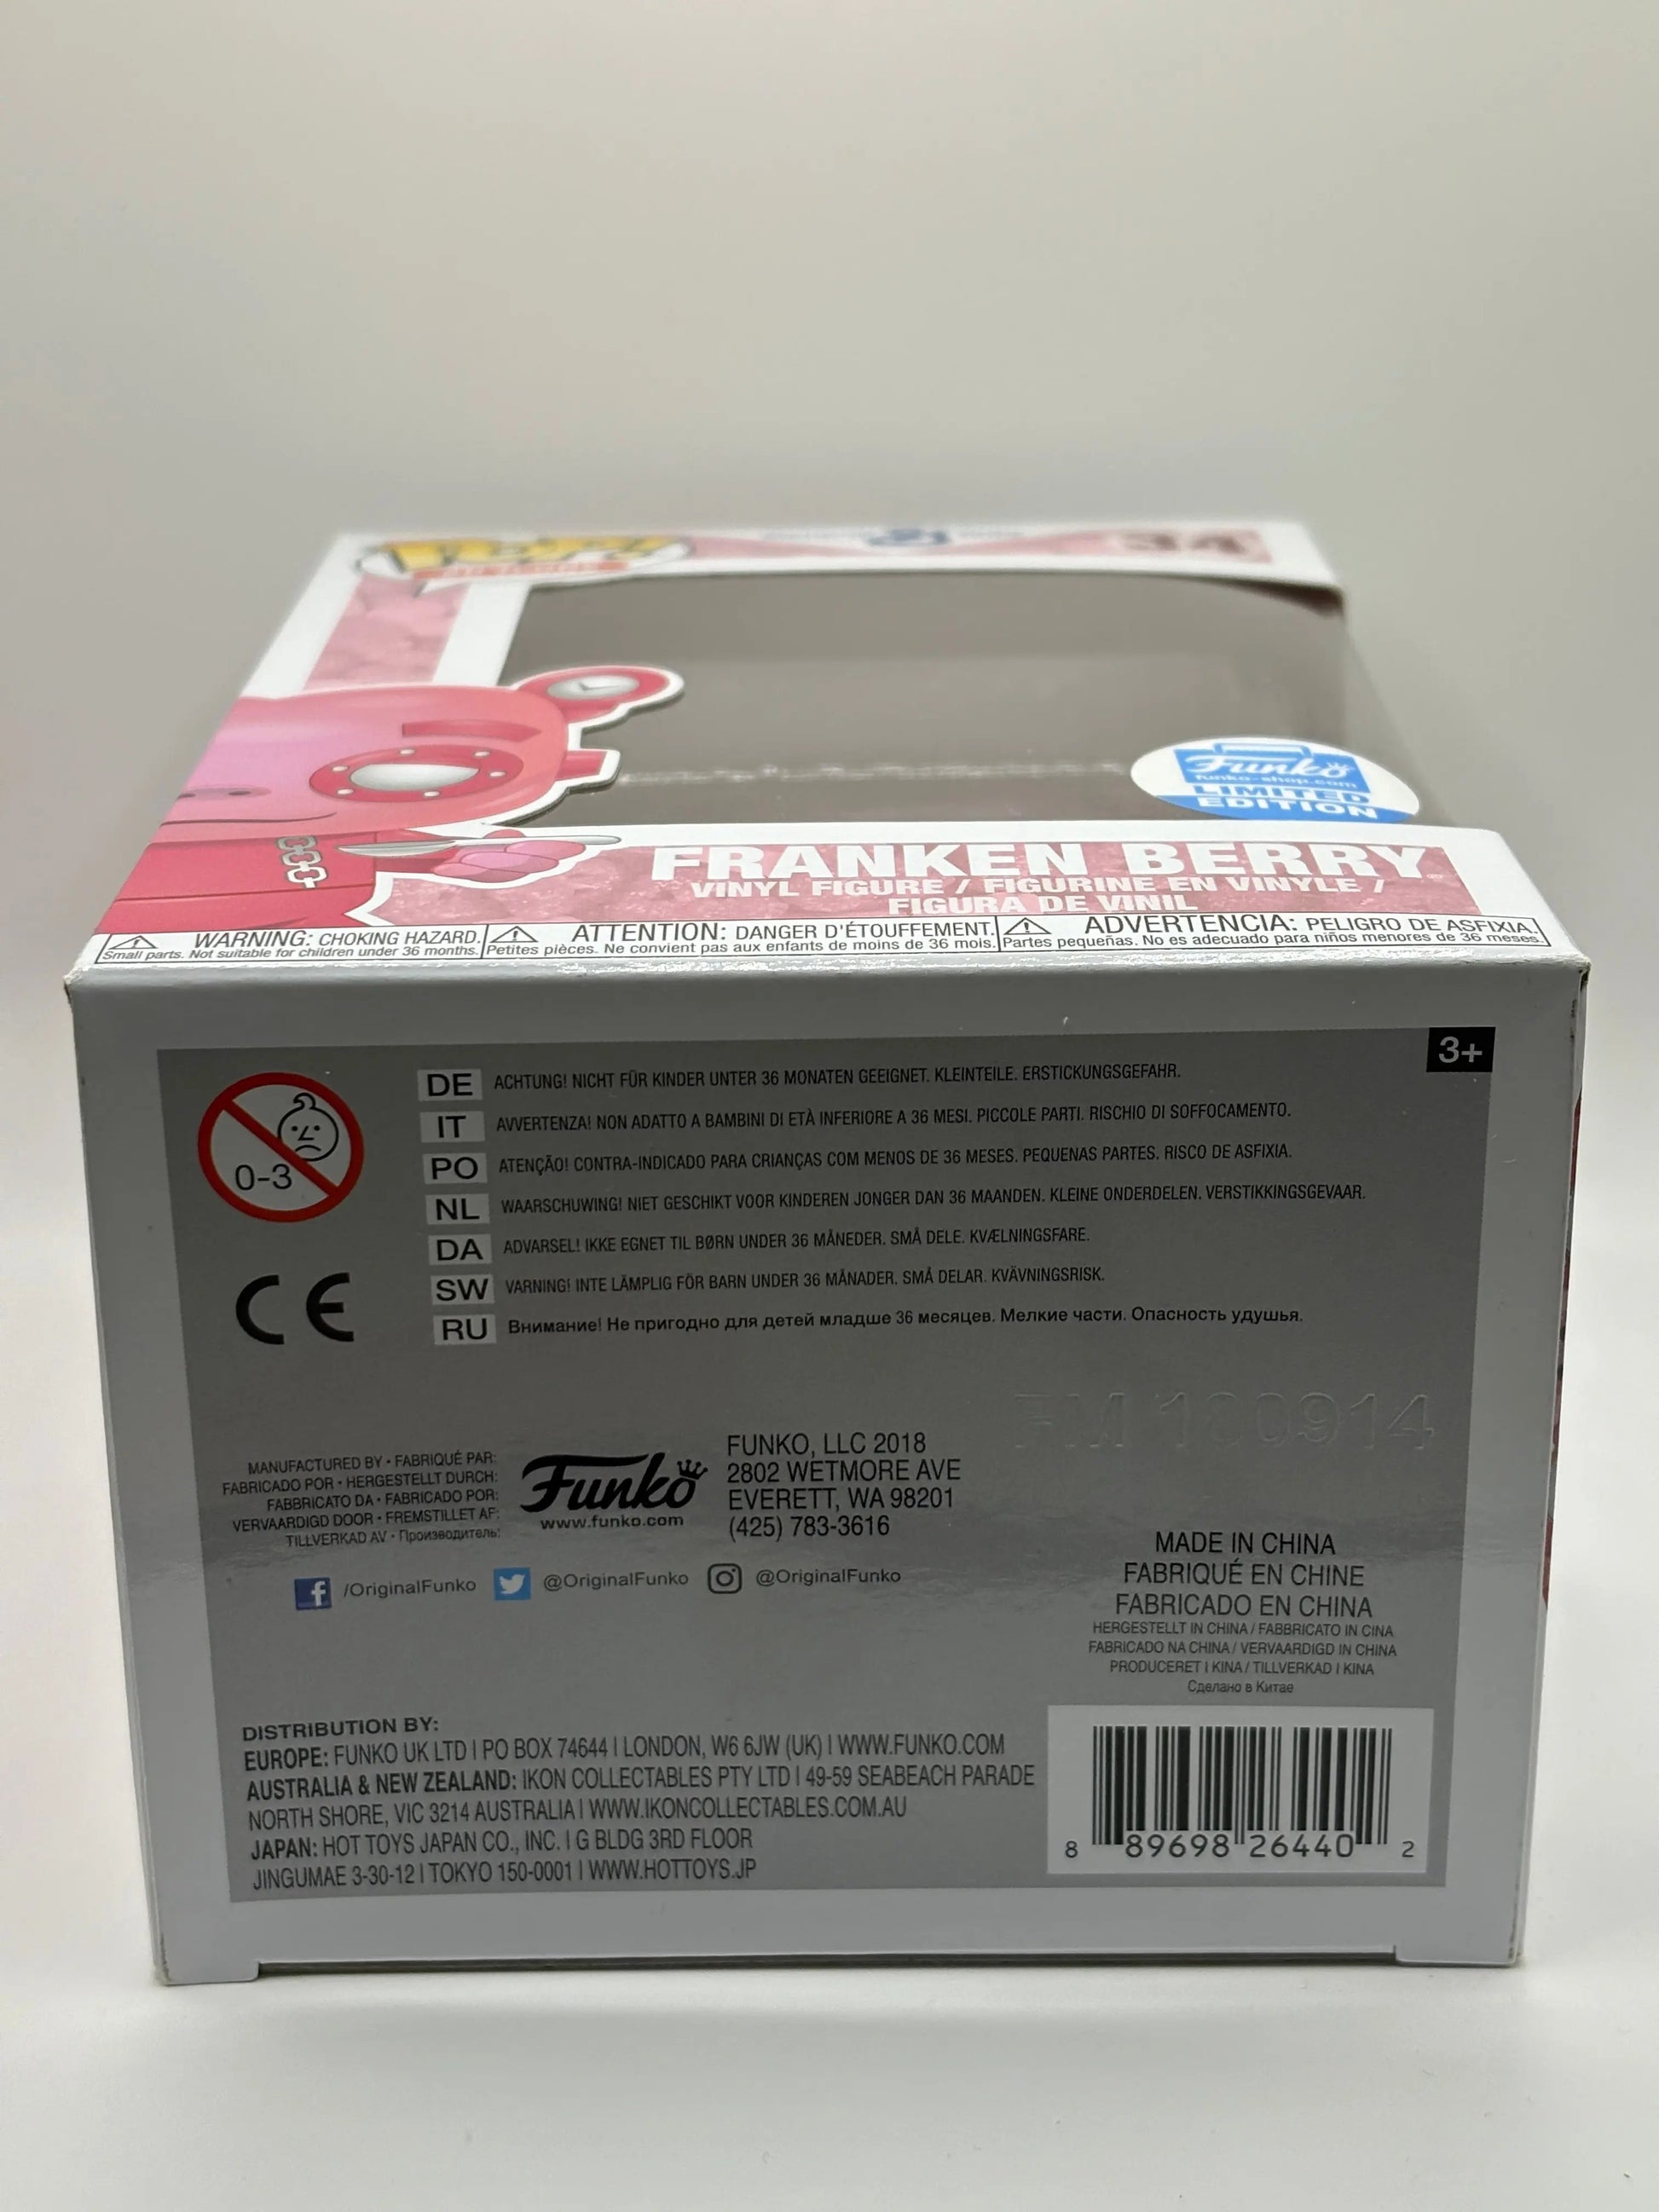 POP!
34
Funko
funko-shop.com
LIMITED
EDITION
FRANKEN BERRY
VINYL FIGURE / FIGURINE EN VINYLE /
FIGURA DE VINIL
WARNING: CHOKING HAZARD.
Small parts. Not suitable for children under 36 months.
ATTENTION: DANGER D'ÉTOUFFEMENT.
Petites pièces. Ne convient pas aux enfants de moins de 36 mois.
ADVERTENCIA: PELIGRO DE ASFIXIA.
Partes pequeñas. No es adecuado para niños menores de 36 meses.
3+
0-3
DE ACHTUNG! NICHT FÜR KINDER UNTER 36 MONATEN GEEIGNET. KLEINTEILE. ERSTICKUNGSGEFAHR.
IT AVVERTENZA! NON ADATTO A BAMBINI DI ETÀ INFERIORE A 36 MESI. PICCOLE PARTI. RISCHIO DI SOFFOCAMENTO.
PO ATENÇÃO! CONTRA-INDICADO PARA CRIANÇAS COM MENOS DE 36 MESES. PEQUENAS PARTES. RISCO DE ASFIXIA.
NL WAARSCHUWING! NIET GESCHIKT VOOR KINDEREN JONGER DAN 36 MAANDEN. KLEINE ONDERDELEN. VERSTIKKINGSGEVAAR.
DA ADVARSEL! IKKE EGNET TIL BØRN UNDER 36 MÅNEDER. SMÅ DELE. KVÆLNINGSFARE.
SW VARNING! INTE LÄMPLIG FÖR BARN UNDER 36 MÅNADER. SMÅ DELAR. KVÄVNINGSRISK.
RU Внимание! Не пригодно для детей младше 36 месяцев. Мелкие части. Опасность удушья.
CE
FM 100914
MANUFACTURED BY • FABRIQUÉ PAR:
FABRICADO POR • HERGESTELLT DURCH:
FABBRICATO DA • FABRICADO POR:
VERVAARDIGD DOOR • FREMSTILLET AF:
TILLVERKAD AV • Производитель:
Funko
www.funko.com
FUNKO, LLC 2018
2802 WETMORE AVE
EVERETT, WA 98201
(425) 783-3616
/OriginalFunko @OriginalFunko @OriginalFunko
MADE IN CHINA
FABRIQUÉ EN CHINE
FABRICADO EN CHINA
HERGESTELLT IN CHINA / FABBRICATO IN CINA
FABRICADO NA CHINA / VERVAARDIGD IN CHINA
PRODUCERET I KINA / TILLVERKAD I KINA
Сделано в Китае
DISTRIBUTION BY:
EUROPE: FUNKO UK LTD | PO BOX 74644 | LONDON, W6 6JW (UK) | WWW.FUNKO.COM
AUSTRALIA & NEW ZEALAND: IKON COLLECTABLES PTY LTD | 49-59 SEABEACH PARADE
NORTH SHORE, VIC 3214 AUSTRALIA | WWW.IKONCOLLECTABLES.COM.AU
JAPAN: HOT TOYS JAPAN CO., INC. | G BLDG 3RD FLOOR
JINGUMAE 3-30-12 | TOKYO 150-0001 | WWW.HOTTOYS.JP
8 89698 26440 2